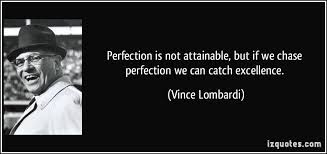 Perfection is not attainable, but if we chase
perfection we can catch excellence.
(Vince Lombardi)
izquotes.com